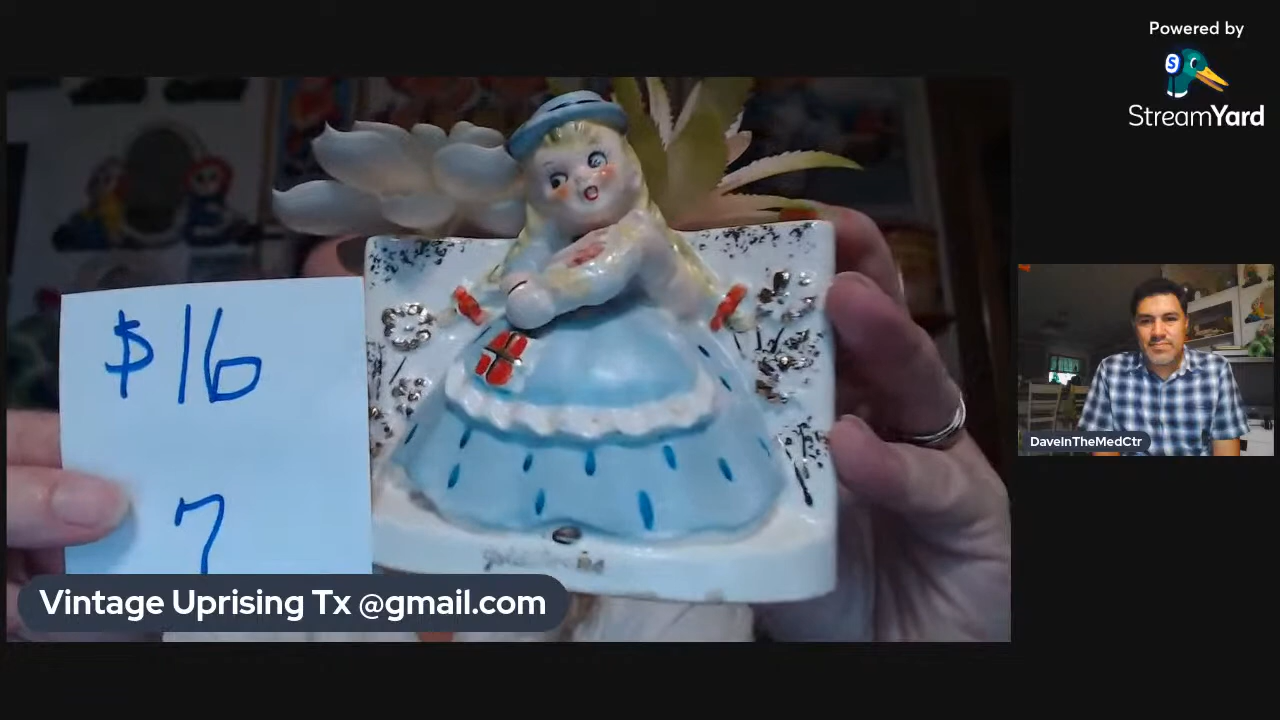 Powered by
S
StreamYard
$16
7
DaveInTheMedCtr
Vintage Uprising Tx @gmail.com